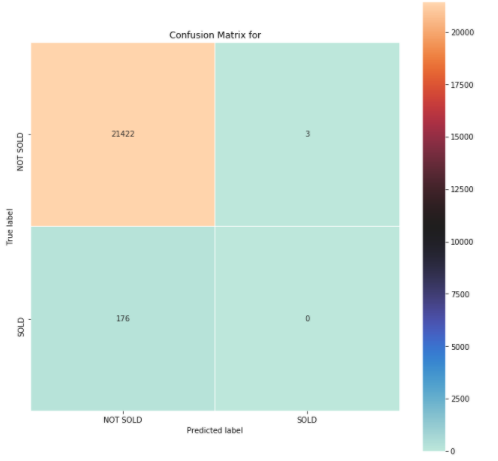 Confusion Matrix for
NOT SOLD
SOLD
True label
21422
3
176
0
NOT SOLD
SOLD
Predicted label
20000
17500
15000
12500
10000
7500
5000
2500
0